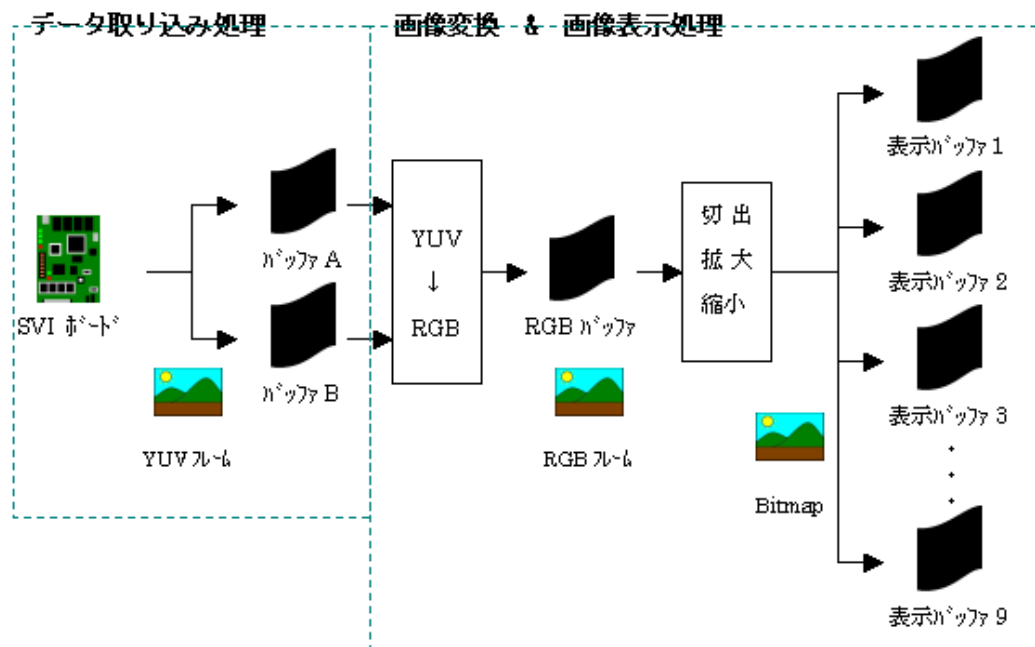 データ取り込み処理
画像変換 & 画像表示処理
SVI ﾎﾞｰﾄﾞ
ﾊﾞｯﾌｧ A
ﾊﾞｯﾌｧ B
YUV ﾌﾚｰﾑ
YUV
↓
RGB
RGB ﾊﾞｯﾌｧ
RGB ﾌﾚｰﾑ
切出
拡大
縮小
Bitmap
表示ﾊﾞｯﾌｧ 1
表示ﾊﾞｯﾌｧ 2
表示ﾊﾞｯﾌｧ 3
表示ﾊﾞｯﾌｧ 9